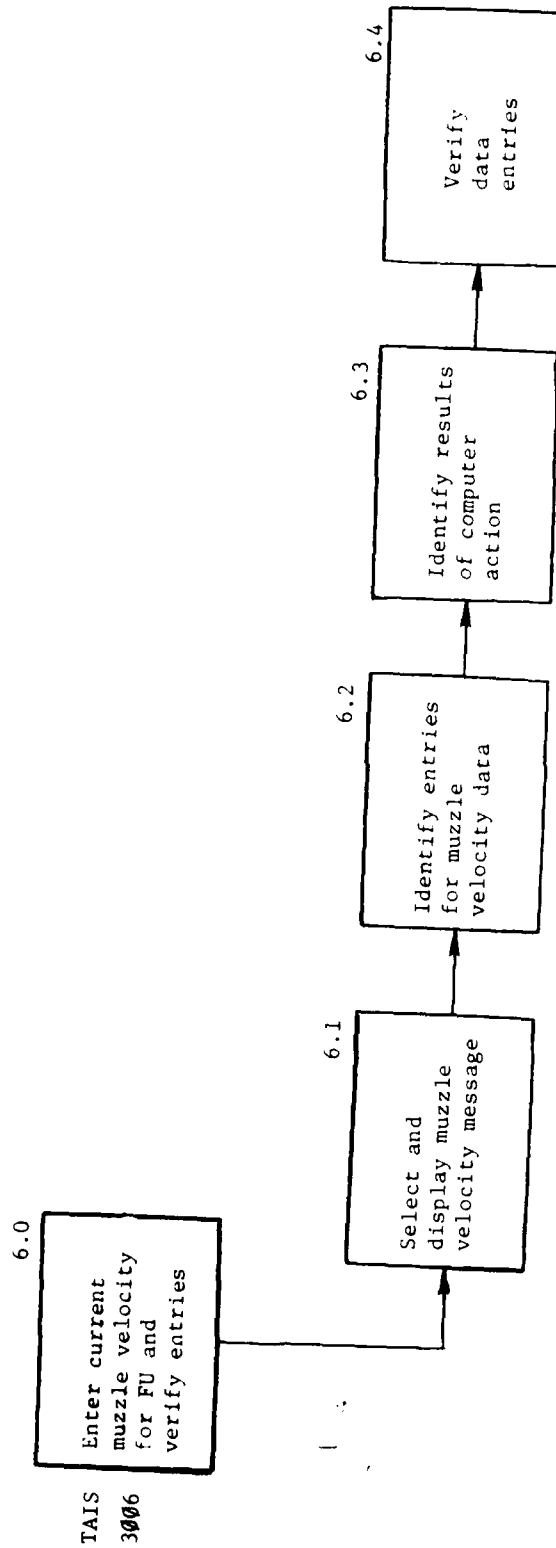 TAIS
3006
6.0
Enter current
muzzle velocity
for FU and
verify entries
6.1
Select and
display muzzle
velocity message
6.2
Identify entries
for muzzle
velocity data
6.3
Identify results
of computer
action
6.4
Verify
data
entries